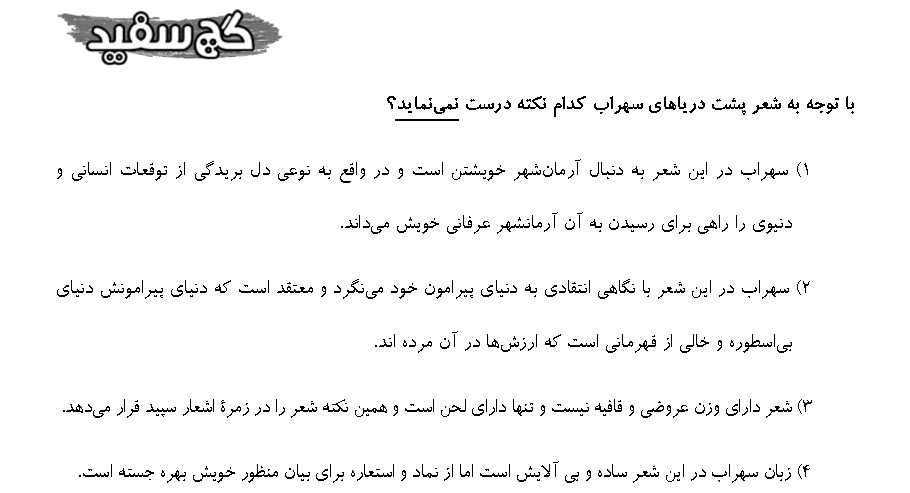 گچ سفید
با توجه به شعر پشت دریاهای سهراب کدام نکته درست نمی‌نماید؟
۱) سهراب در این شعر به دنبال آرمان‌شهر خویشتن است و در واقع به نوعی دل بریدگی از توقعات انسانی و
دنیوی را راهی برای رسیدن به آن آرمانشهر عرفانی خویش می‌داند.
۲) سهراب در این شعر با نگاهی انتقادی به دنیای پیرامون خود می‌نگرد و معتقد است که دنیای پیرامونش دنیای
بی‌اسطوره و خالی از قهرمانی است که ارزش‌ها در آن مرده اند.
۳) شعر دارای وزن عروضی و قافیه نیست و تنها دارای لحن است و همین نکته شعر را در زمرۀ اشعار سپید قرار می‌دهد.
۴) زبان سهراب در این شعر ساده و بی آلایش است اما از نماد و استعاره برای بیان منظور خویش بهره جسته است.